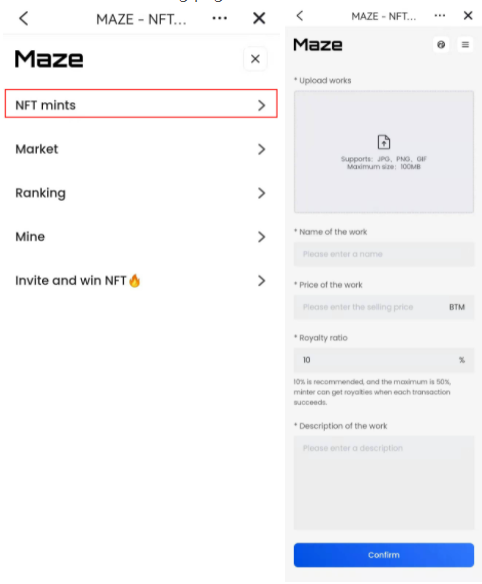 MAZE - NFT...
Maze
NFT mints
Market
Ranking
Mine
Invite and win NFT🔥
MAZE - NFT...
Maze
* Upload works
Supports: JPG, PNG, GIF
Maximum size: 100MB
* Name of the work
Please enter a name
* Price of the work
Please enter the selling price BTM
* Royalty ratio
10 %
10% is recommended, and the maximum is 50%,
minter can get royalties when each transaction
succeeds.
* Description of the work
Please enter a description
Confirm